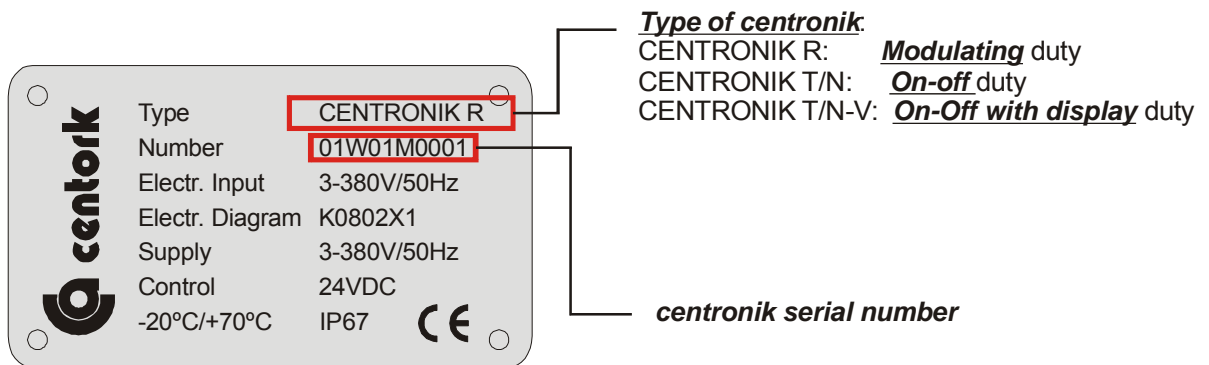 centork
Type CENTRONIK R
Number 01W01M0001
Electr. Input 3-380V/50Hz
Electr. Diagram K0802X1
Supply 3-380V/50Hz
Control 24VDC
-20ºC/+70ºC IP67 CE
Type of centronik:
CENTRONIK R: Modulating duty
CENTRONIK T/N: On-off duty
CENTRONIK T/N-V: On-Off with display duty
centronik serial number